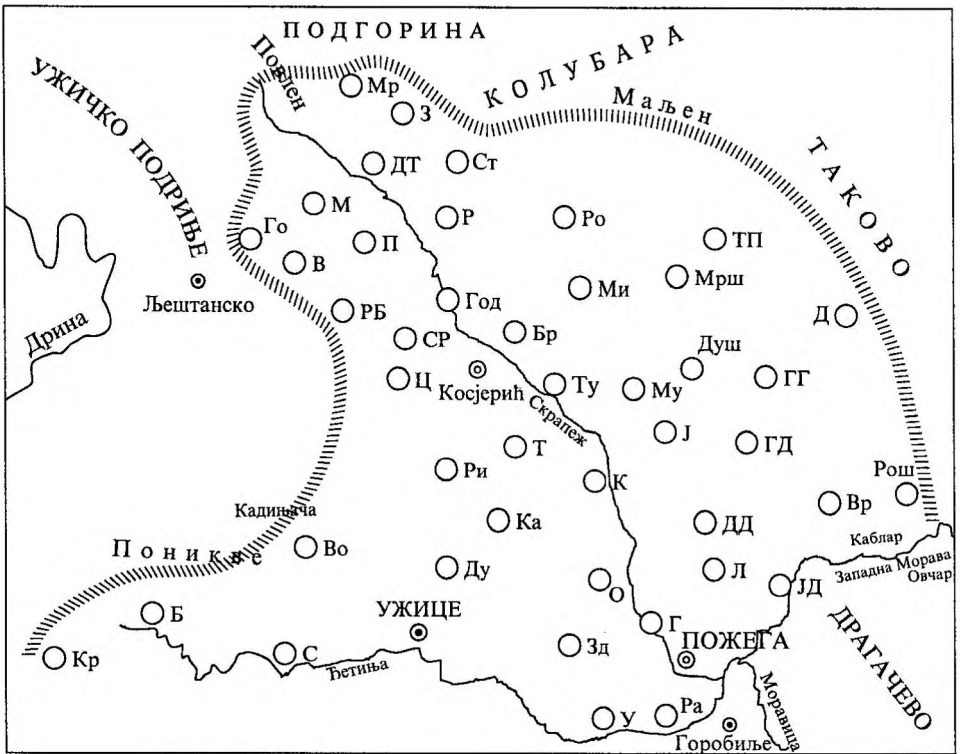 ПОДГОРИНА
КОЛУБАРА
Повлен
Мр
Маљен
УЖИЧКО ПОДРИЊЕ
З
ТАКОВО
ДТ
Ст
М
Р
Ро
Го
П
ТП
В
Мрш
Љештанско
Год
Ми
РБ
Д
Дрина
СР
Бр
Душ
Ц
Косјерић
Ту
Му
ГГ
Скрапеж
Ј
ГД
Т
Ри
К
Рош
Кадињача
Вр
Ка
ДД
Каблар
Поникве
Во
Западна Морава
Ду
Л
Овчар
О
ЈД
Б
УЖИЦЕ
Г
ДРАГАЧЕВО
ПОЖЕГА
Кр
С
Ђетиња
Зд
Моравица
У
Ра
Горобиље